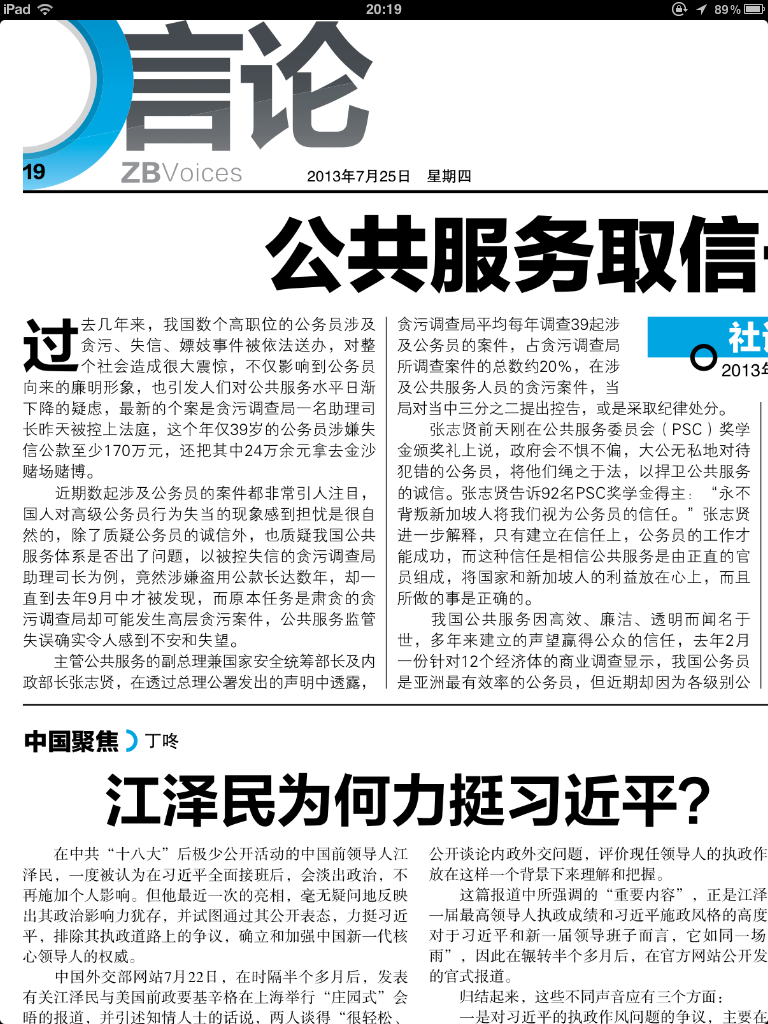 iPad
20:19
89%
言论
19
ZBVoices
2013年7月25日 星期四
公共服务取信
过去几年来，我国数个高职位的公务员涉及
贪污、失信、嫖妓事件被依法送办，对整
个社会造成很大震惊，不仅影响到公务员
向来的廉明形象，也引发人们对公共服务水平日渐
下降的疑虑，最新的个案是贪污调查局一名助理司
长昨天被控上法庭，这个年仅39岁的公务员涉嫌失
信公款至少170万元，还把其中24万余元拿去金沙
赌场赌博。
近期数起涉及公务员的案件都非常引人注目，
国人对高级公务员行为失当的现象感到担忧是很自
然的，除了质疑公务员的诚信外，也质疑我国公共
服务体系是否出了问题，以被控失信的贪污调查局
助理司长为例，竟然涉嫌盗用公款长达数年，却一
直到去年9月中才被发现，而原本任务是肃贪的贪
污调查局却可能发生高层贪污案件，公共服务监管
失误确实令人感到不安和失望。
主管公共服务的副总理兼国家安全统筹部长及内
政部长张志贤，在透过总理公署发出的声明中透露，
贪污调查局平均每年调查39起涉
及公务员的案件，占贪污调查局
所调查案件的总数约20%，在涉
及公共服务人员的贪污案件，当
局对当中三分之二提出控告，或是采取纪律处分。
张志贤前天刚在公共服务委员会（PSC）奖学
金颁奖礼上说，政府会不惧不偏，大公无私地对待
犯错的公务员，将他们绳之于法，以捍卫公共服务
的诚信。张志贤告诉92名PSC奖学金得主：“永不
背叛新加坡人将我们视为公务员的信任。”张志贤
进一步解释，只有建立在信任上，公务员的工作才
能成功，而这种信任是相信公共服务是由正直的官
员组成，将国家和新加坡人的利益放在心上，而且
所做的事是正确的。
我国公共服务因高效、廉洁、透明而闻名于
世，多年来建立的声望赢得公众的信任，去年2月
一份针对12个经济体的商业调查显示，我国公务员
是亚洲最有效率的公务员，但近期却因为各级别公
社
2013年
中国聚焦 丁咚
江泽民为何力挺习近平？
在中共“十八大”后极少公开活动的中国前领导人江
泽民，一度被认为在习近平全面接班后，会淡出政治，不
再施加个人影响。但他最近一次的亮相，毫无疑问地反映
出其政治影响力犹存，并试图通过其公开表态，力挺习近
平，排除其执政道路上的争议，确立和加强中国新一代核
心领导人的权威。
中国外交部网站7月22日，在时隔半个多月后，发表
有关江泽民与美国前政要基辛格在上海举行“庄园式”会
晤的报道，并引述知情人士的话说，两人谈得“很轻松、
公开谈论内政外交问题，评价现任领导人的执政作
放在这样一个背景下来理解和把握。
这篇报道中所强调的“重要内容”，正是江泽
一届最高领导人执政成绩和习近平施政风格的高度
对于习近平和新一届领导班子而言，它如同一场
雨”，因此在辗转半个多月后，在官方网站公开发
的官式报道。
归结起来，这些不同声音应有三个方面：
一是对习近平的执政作风问题的争议，主要在